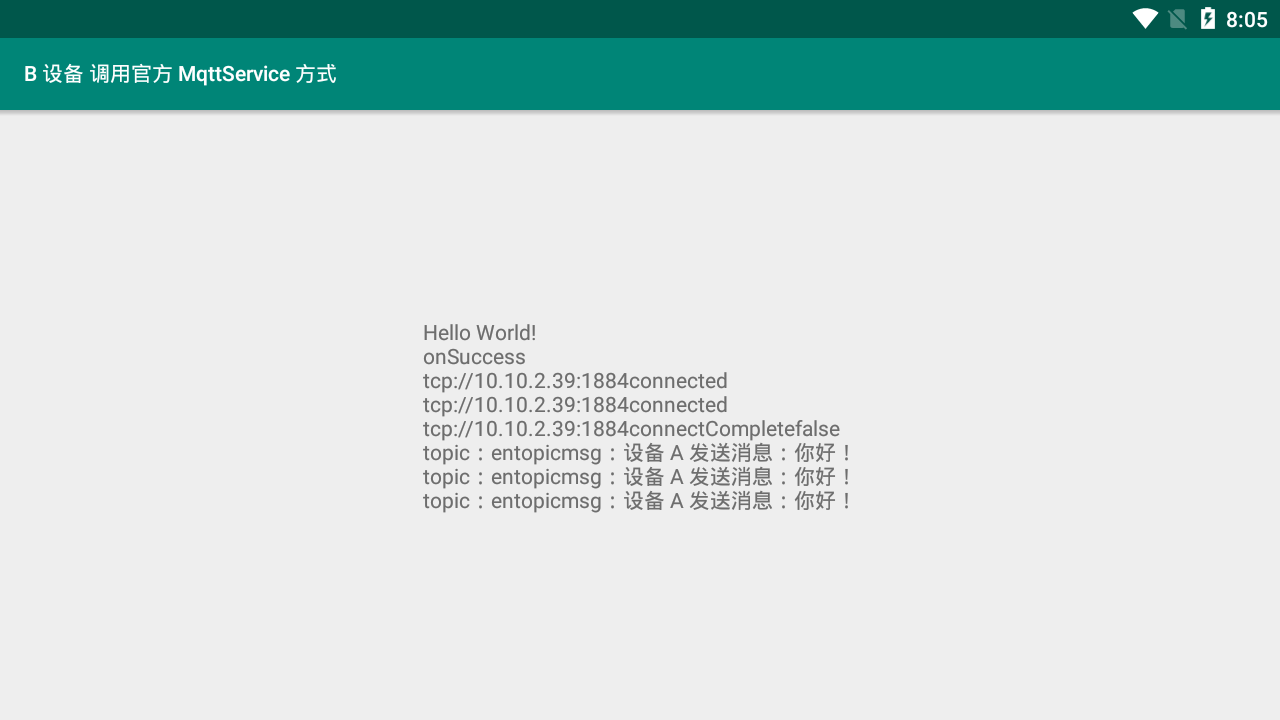 8:05
B 设备 调用官方 MqttService 方式
Hello World!
onSuccess
tcp://10.10.2.39:1884connected
tcp://10.10.2.39:1884connected
tcp://10.10.2.39:1884connectCompletefalse
topic：entopicmsg：设备 A 发送消息：你好！
topic：entopicmsg：设备 A 发送消息：你好！
topic：entopicmsg：设备 A 发送消息：你好！